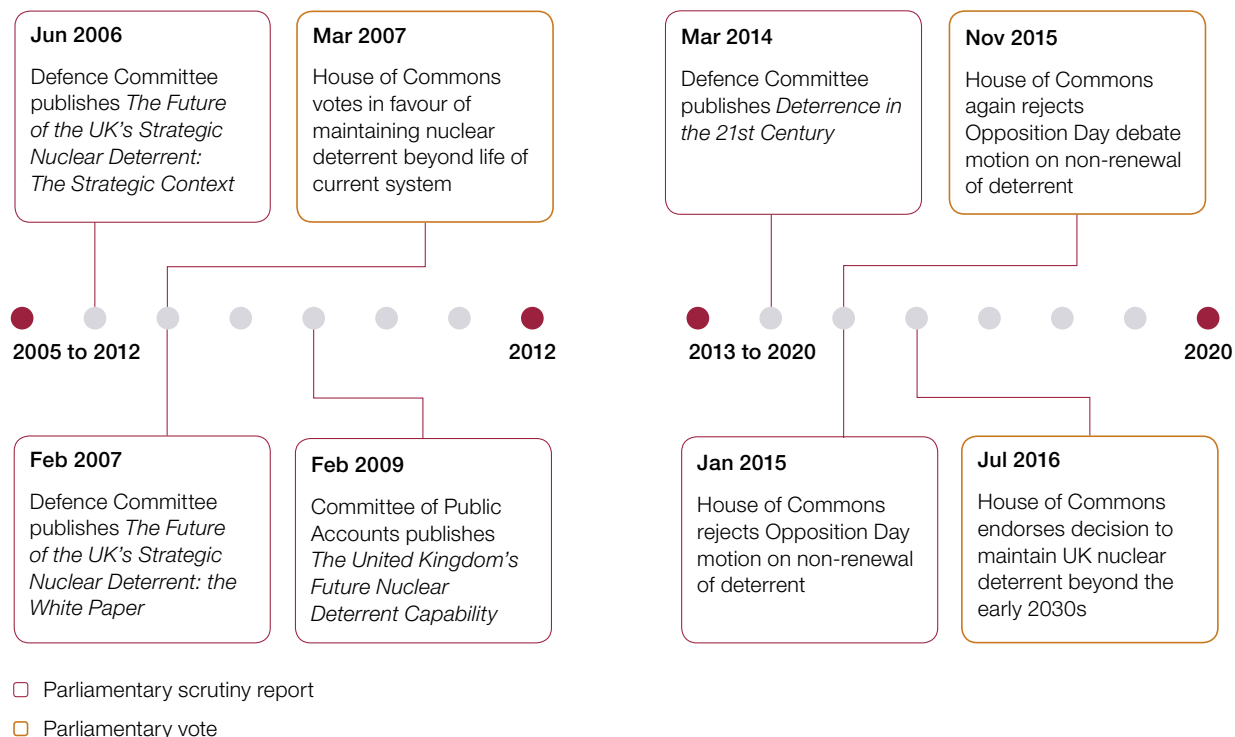 Jun 2006
Defence Committee
publishes The Future
of the UK's Strategic
Nuclear Deterrent:
The Strategic Context
Mar 2007
House of Commons
votes in favour of
maintaining nuclear
deterrent beyond life of
current system
Mar 2014
Defence Committee
publishes Deterrence in
the 21st Century
Nov 2015
House of Commons
again rejects
Opposition Day debate
motion on non-renewal
of deterrent
2005 to 2012
2012
2013 to 2020
2020
Feb 2007
Defence Committee
publishes The Future
of the UK's Strategic
Nuclear Deterrent: the
White Paper
Feb 2009
Committee of Public
Accounts publishes
The United Kingdom's
Future Nuclear
Deterrent Capability
Jan 2015
House of Commons
rejects Opposition Day
motion on non-renewal
of deterrent
Jul 2016
House of Commons
endorses decision to
maintain UK nuclear
deterrent beyond the
early 2030s
Parliamentary scrutiny report
Parliamentary vote